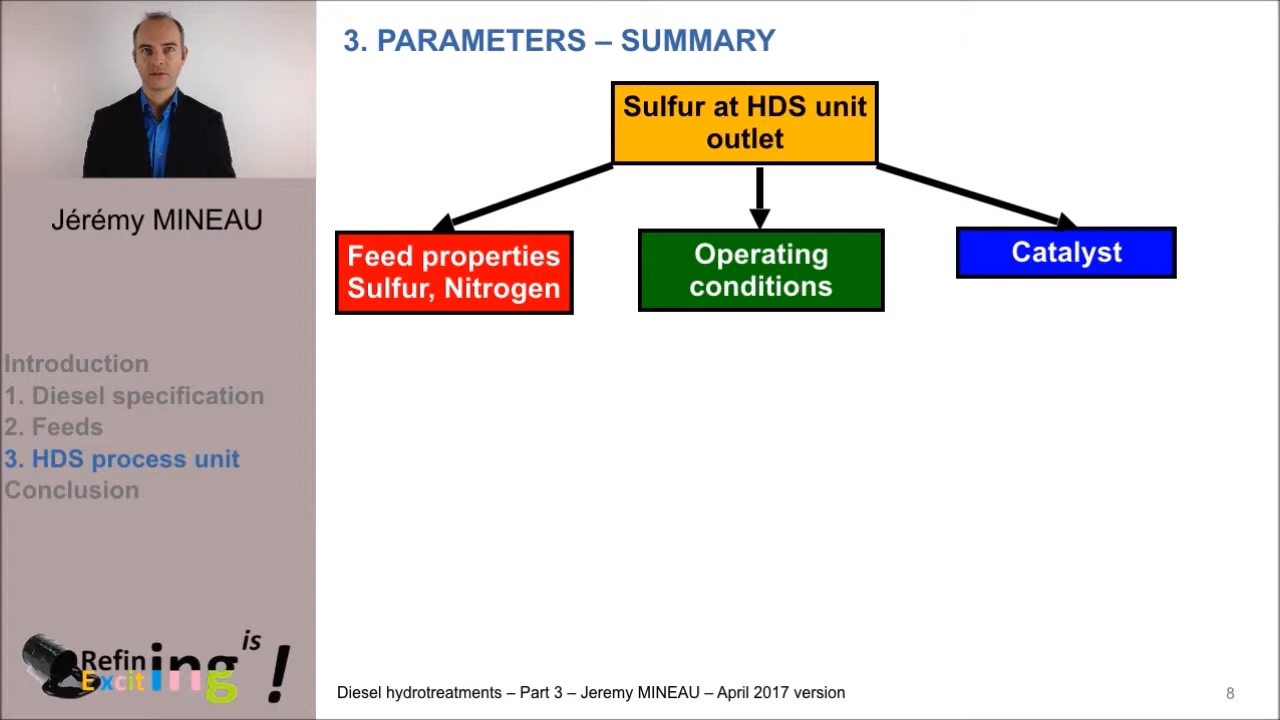 3. PARAMETERS – SUMMARY
Sulfur at HDS unit
outlet
Feed properties
Sulfur, Nitrogen
Operating
conditions
Catalyst
Jérémy MINEAU
Introduction
1. Diesel specification
2. Feeds
3. HDS process unit
Conclusion
Refining is
Exciting !
Diesel hydrotreatments – Part 3 – Jeremy MINEAU – April 2017 version
8